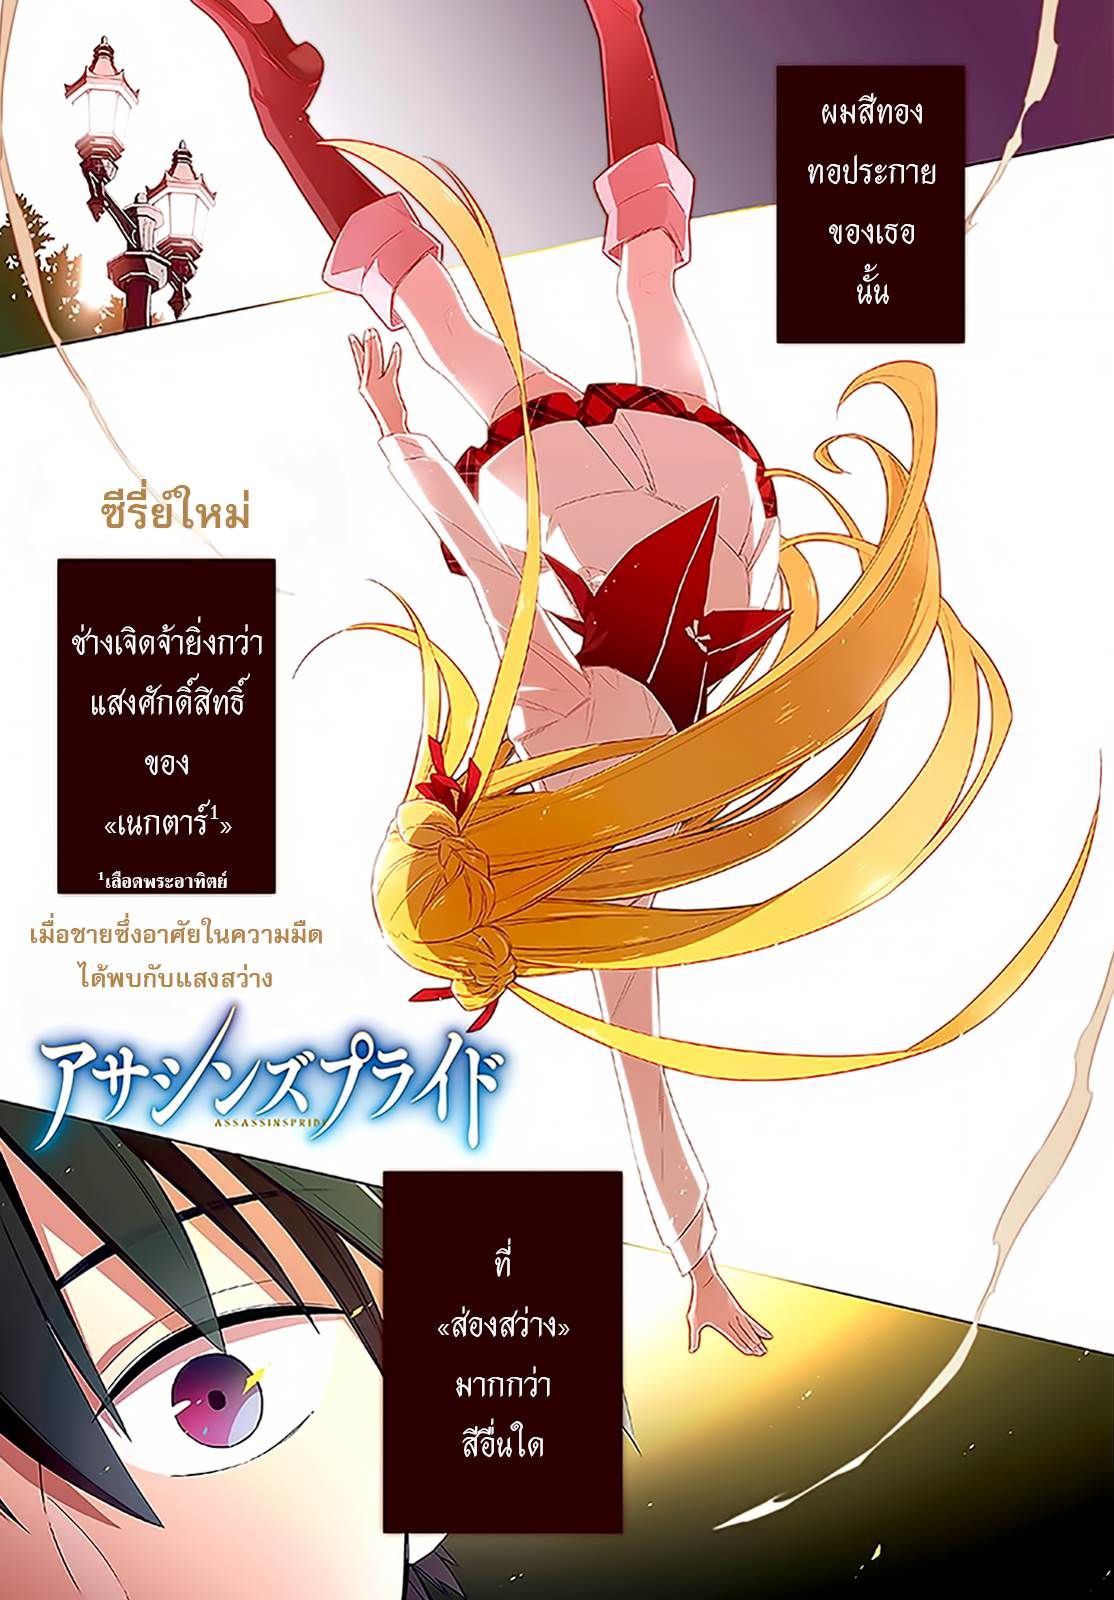 ผมสีทอง
ทอประกาย
ของเธอ
นั้น
ซีรี่ย์ใหม่
ช่างเจิดจ้ายิ่งกว่า
แสงศักดิ์สิทธิ์
ของ
«เนกตาร์¹»
¹เลือดพระอาทิตย์
เมื่อชายซึ่งอาศัยในความมืด
ได้พบกับแสงสว่าง
アサシンズプライド
ASSASSINSPRIDE
ที่
«ส่องสว่าง»
มากกว่า
สีอื่นใด